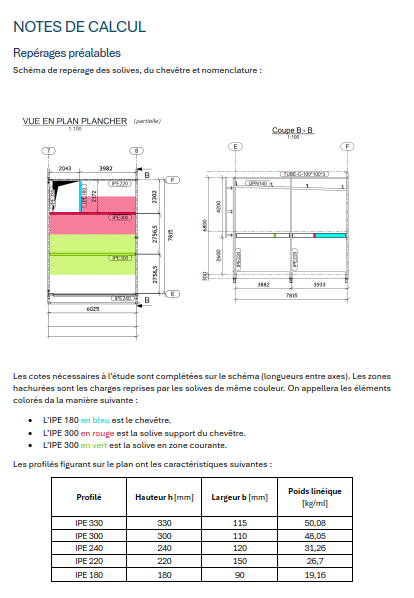 NOTES DE CALCUL
Repérages préalables
Schéma de repérage des solives, du chevêtre et nomenclature :
VUE EN PLAN PLANCHER (partielle)
1:100
7
8
2043
3982
B
F
IPE220
IPE180
2172
2302
IPE300
2756,5
7815
IPE300
2756,5
IPE240
E
B
6025
Coupe B - B
1:100
E
F
TUBE-C-100*100*3
UPN140
4200
6800
2600
IPE220
IPE220
300
3882
3933
7815
Les cotes nécessaires à l'étude sont complétées sur le schéma (longueurs entre axes). Les zones
hachurées sont les charges reprises par les solives de même couleur. On appellera les éléments
colorés da la manière suivante :
• L'IPE 180 en bleu est le chevêtre.
• L'IPE 300 en rouge est la solive support du chevêtre.
• L'IPE 300 en vert est la solive en zone courante.
Les profilés figurant sur le plan ont les caractéristiques suivantes :
Profilé Hauteur h [mm] Largeur b [mm] Poids linéique [kg/ml]
IPE 330 330 115 50,08
IPE 300 300 110 48,05
IPE 240 240 120 31,26
IPE 220 220 150 26,7
IPE 180 180 90 19,16